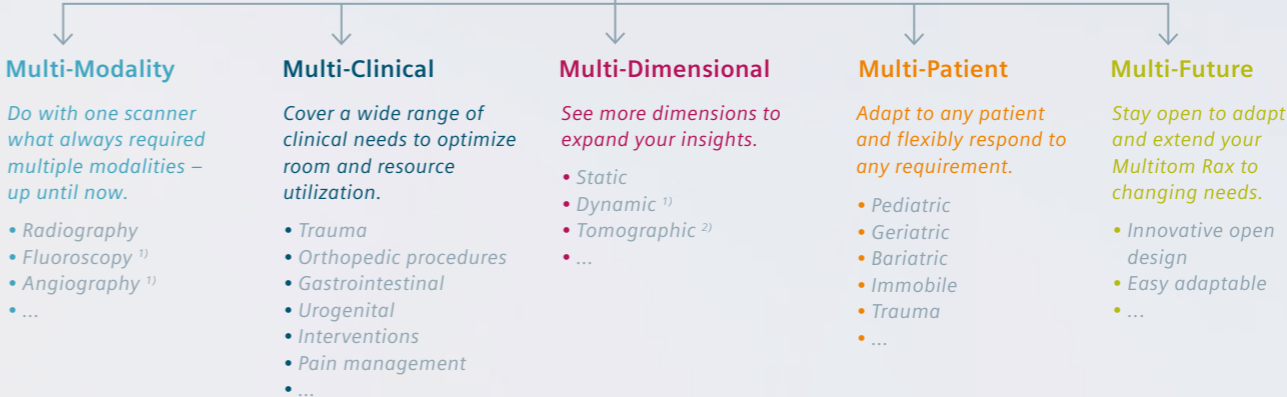 Multi-Modality
Do with one scanner
what always required
multiple modalities –
up until now.
• Radiography
• Fluoroscopy 1)
• Angiography 1)
• ...
Multi-Clinical
Cover a wide range of
clinical needs to optimize
room and resource
utilization.
• Trauma
• Orthopedic procedures
• Gastrointestinal
• Urogenital
• Interventions
• Pain management
• ...
Multi-Dimensional
See more dimensions to
expand your insights.
• Static
• Dynamic 1)
• Tomographic 2)
• ...
Multi-Patient
Adapt to any patient
and flexibly respond to
any requirement.
• Pediatric
• Geriatric
• Bariatric
• Immobile
• Trauma
• ...
Multi-Future
Stay open to adapt
and extend your
Multitom Rax to
changing needs.
• Innovative open
design
• Easy adaptable
• ...